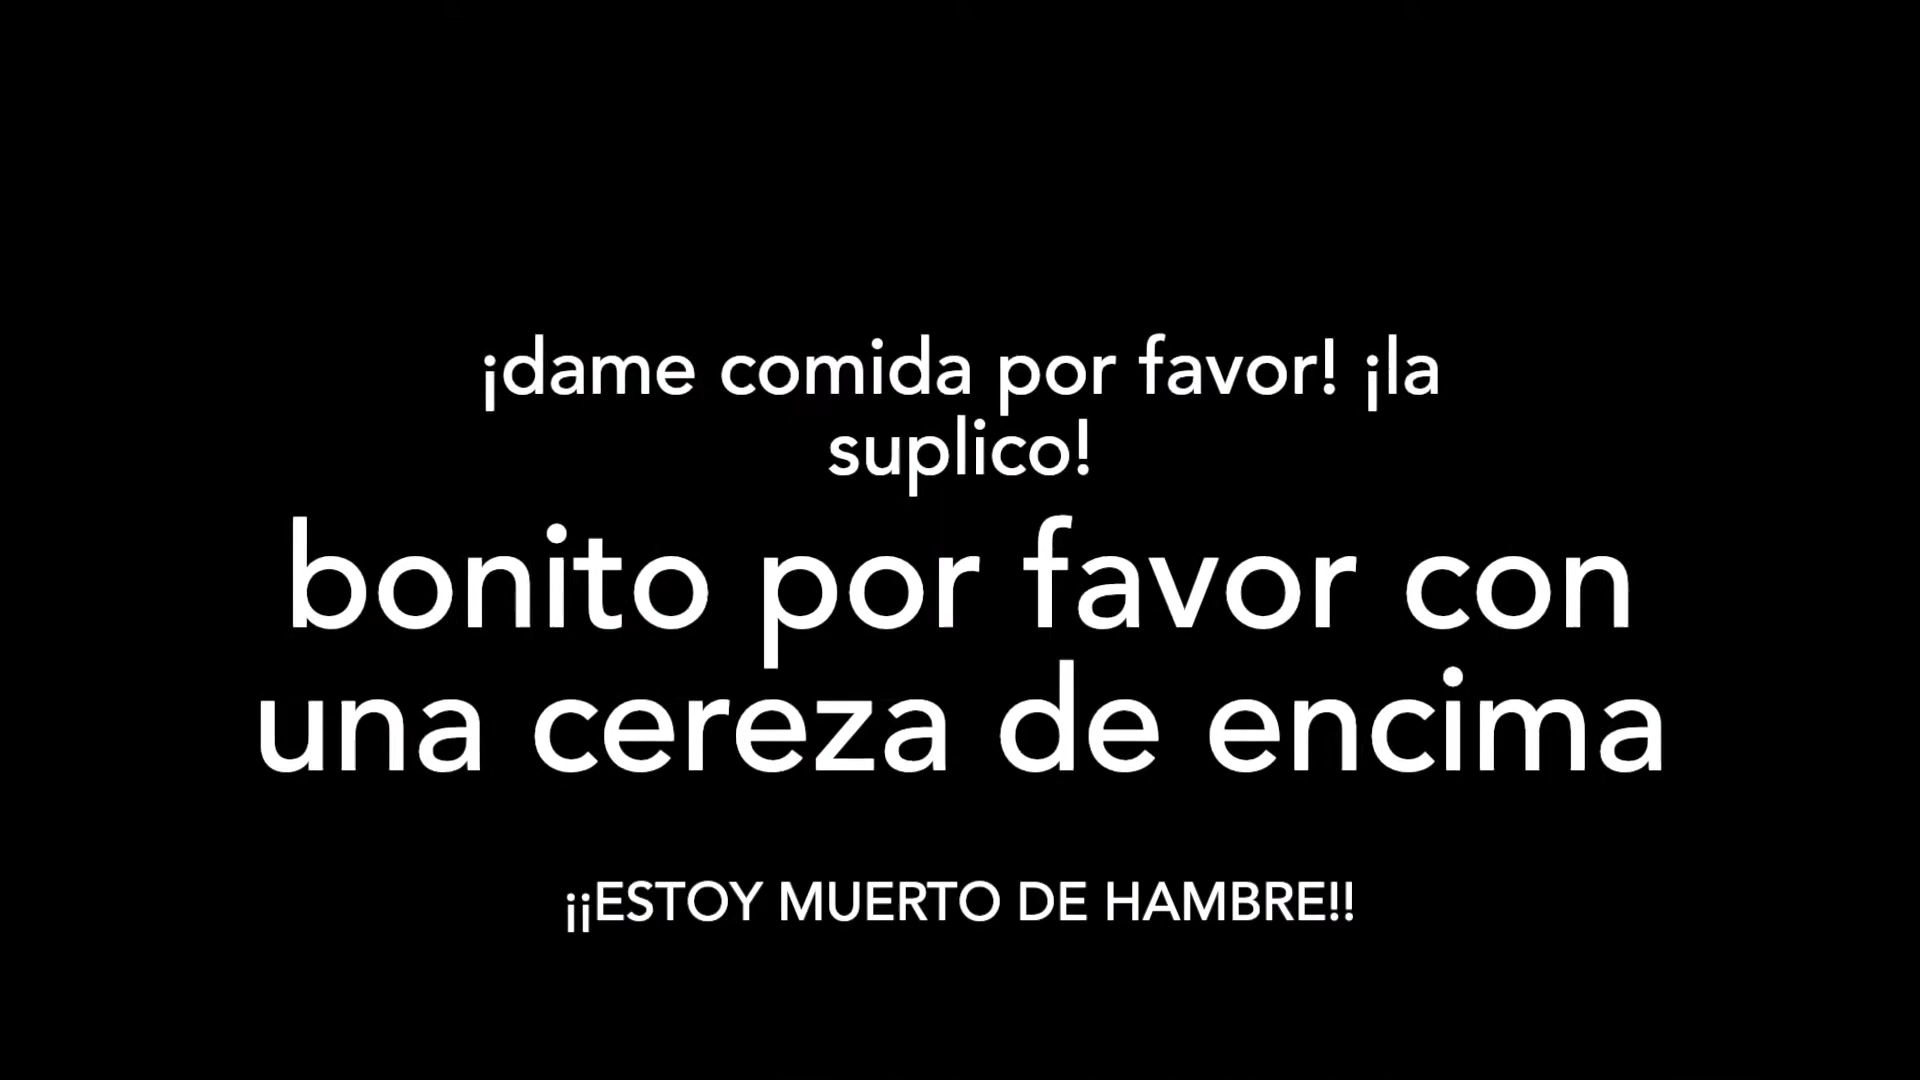 ¡dame comida por favor! ¡la
suplico!
bonito por favor con
una cereza de encima
¡¡ESTOY MUERTO DE HAMBRE!!